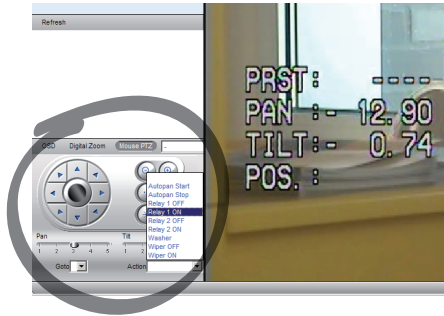 Refresh
PRST: ----
PAN :- 12.90
TILT:- 0.74
POS. :
OSD Digital Zoom Mouse PTZ -
Autopan Start
Autopan Stop
Relay 1 OFF
Relay 1 ON
Relay 2 OFF
Relay 2 ON
Washer
Wiper OFF
Wiper ON
Pan Tilt
1 2 3 4 5 1 2
Goto Action